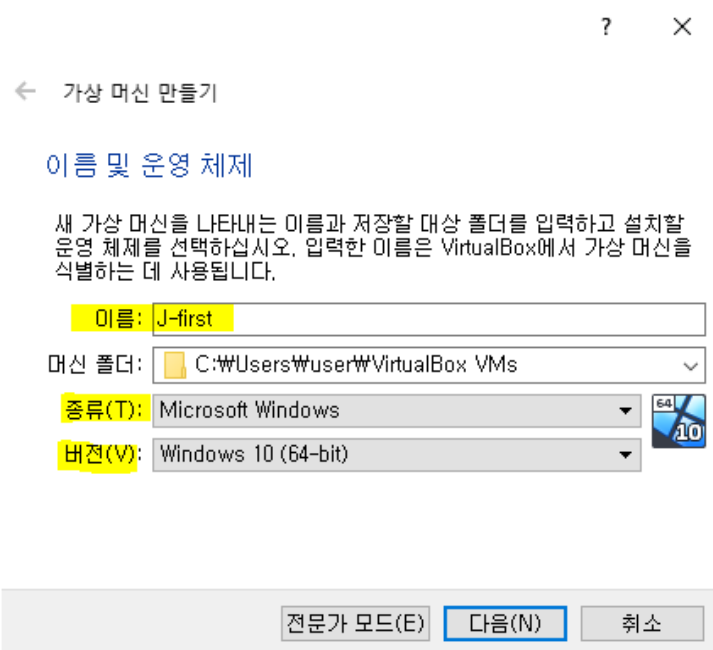 ?
가상 머신 만들기
이름 및 운영 체제
새 가상 머신을 나타내는 이름과 저장할 대상 폴더를 입력하고 설치할
운영 체제를 선택하십시오. 입력한 이름은 VirtualBox에서 가상 머신을
식별하는 데 사용됩니다.
이름: J-first
머신 폴더: C:₩Users₩user₩VirtualBox VMs
종류(T): Microsoft Windows
64
버전(V): Windows 10 (64-bit)
10
전문가 모드(E) 다음(N) 취소